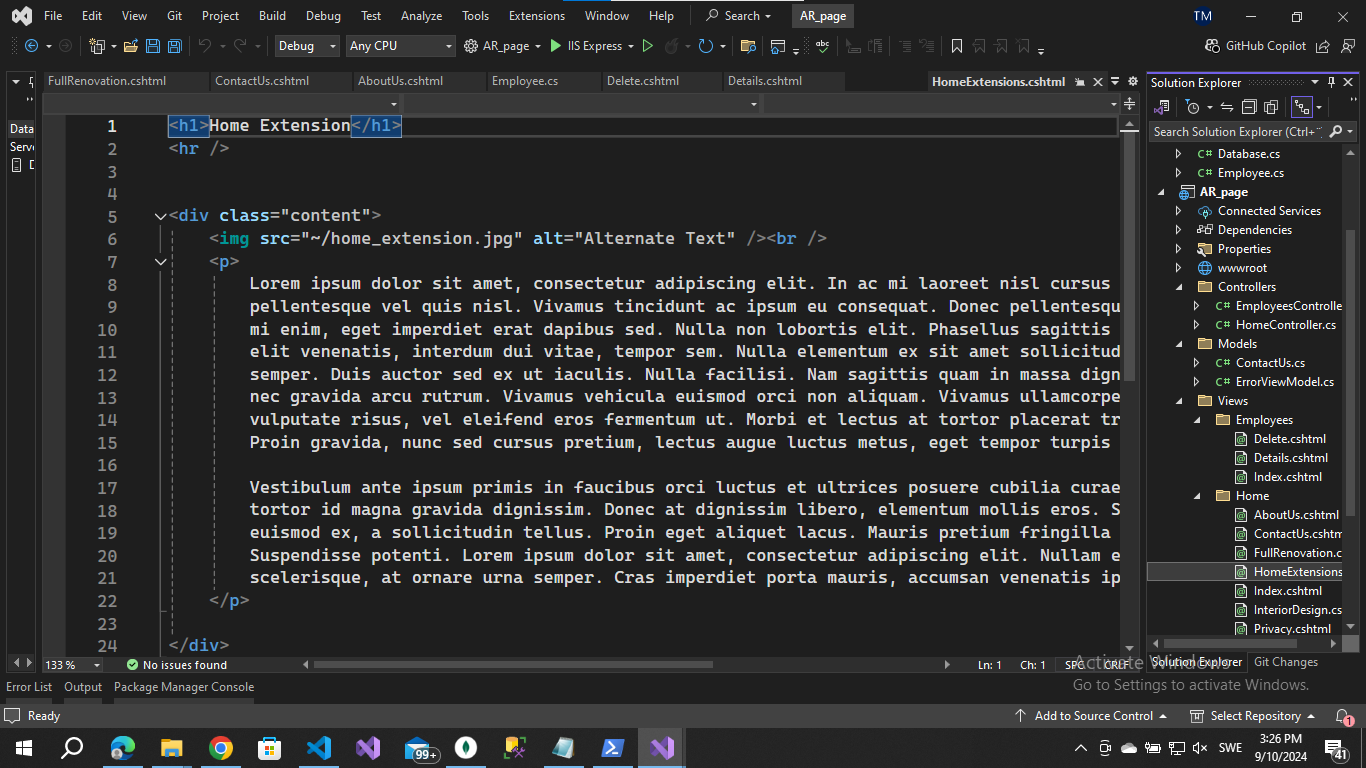 File Edit View Git Project Build Debug Test Analyze Tools Extensions Window Help Search AR_page TM
Debug Any CPU AR_page IIS Express GitHub Copilot
FullRenovation.cshtml ContactUs.cshtml AboutUs.cshtml Employee.cs Delete.cshtml Details.cshtml HomeExtensions.cshtml
Solution Explorer
Search Solution Explorer (Ctrl+
Data
Serve
1 <h1>Home Extension</h1>
2 <hr />
3
4
5 <div class="content">
6 <img src="~/home_extension.jpg" alt="Alternate Text" /><br />
7 <p>
8 Lorem ipsum dolor sit amet, consectetur adipiscing elit. In ac mi laoreet nisl cursus
9 pellentesque vel quis nisl. Vivamus tincidunt ac ipsum eu consequat. Donec pellentesqu
10 mi enim, eget imperdiet erat dapibus sed. Nulla non lobortis elit. Phasellus sagittis
11 elit venenatis, interdum dui vitae, tempor sem. Nulla elementum ex sit amet sollicitud
12 semper. Duis auctor sed ex ut iaculis. Nulla facilisi. Nam sagittis quam in massa dign
13 nec gravida arcu rutrum. Vivamus vehicula euismod orci non aliquam. Vivamus ullamcorpe
14 vulputate risus, vel eleifend eros fermentum ut. Morbi et lectus at tortor placerat tr
15 Proin gravida, nunc sed cursus pretium, lectus augue luctus metus, eget tempor turpis
16
17 Vestibulum ante ipsum primis in faucibus orci luctus et ultrices posuere cubilia curae
18 tortor id magna gravida dignissim. Donec at dignissim libero, elementum mollis eros. S
19 euismod ex, a sollicitudin tellus. Proin eget aliquet lacus. Mauris pretium fringilla
20 Suspendisse potenti. Lorem ipsum dolor sit amet, consectetur adipiscing elit. Nullam e
21 scelerisque, at ornare urna semper. Cras imperdiet porta mauris, accumsan venenatis ip
22 </p>
23
24 </div>
C# Database.cs
C# Employee.cs
AR_page
Connected Services
Dependencies
Properties
wwwroot
Controllers
C# EmployeesControlle
C# HomeController.cs
Models
C# ContactUs.cs
C# ErrorViewModel.cs
Views
Employees
Delete.cshtml
Details.cshtml
Index.cshtml
Home
AboutUs.cshtml
ContactUs.cshtm
FullRenovation.c
HomeExtensions
Index.cshtml
InteriorDesign.cs
Privacy.cshtml
133 % No issues found Ln: 1 Ch: 1 SPC CRLF
Solution Explorer Git Changes
Activate Windows
Go to Settings to activate Windows.
Error List Output Package Manager Console
Ready Add to Source Control Select Repository 1
99+ SWE 3:26 PM
9/10/2024 41